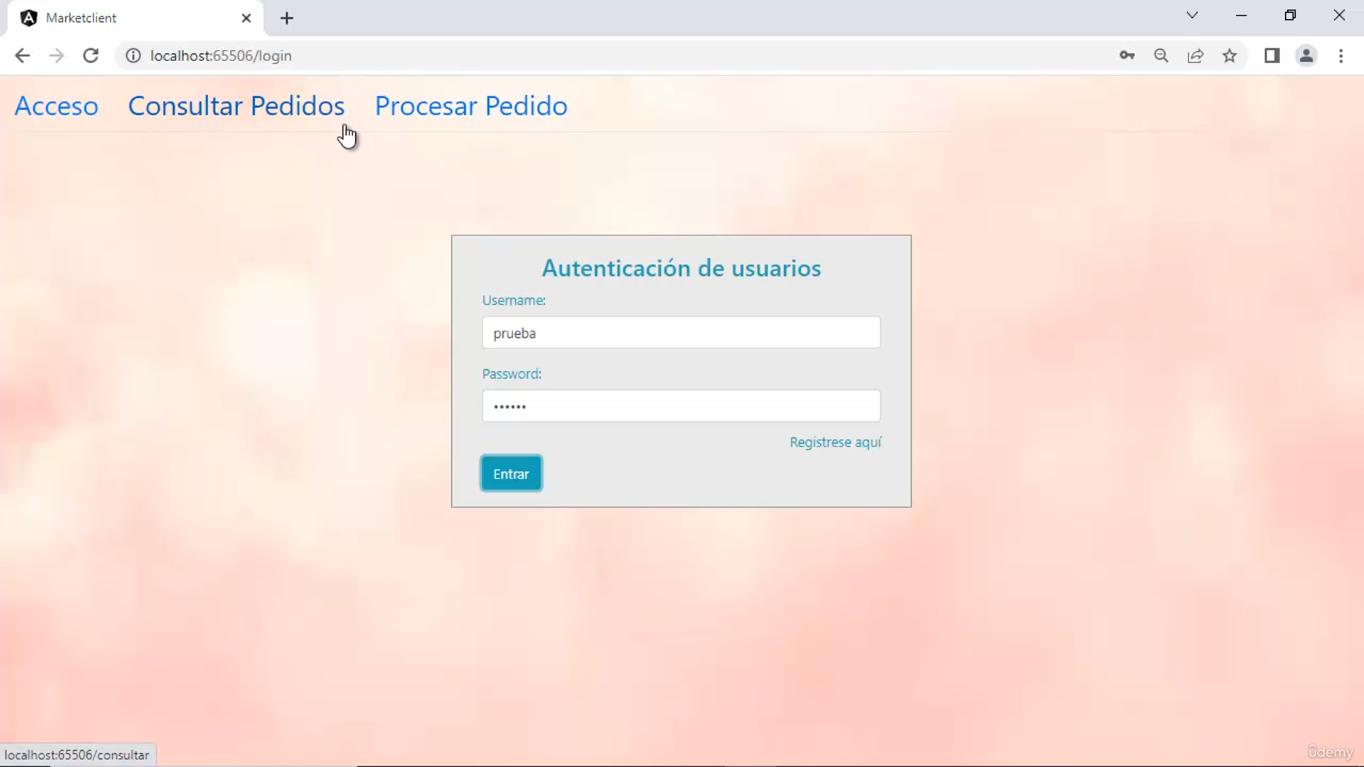 Marketclient
localhost:65506/login
Acceso Consultar Pedidos Procesar Pedido
Autenticación de usuarios
Username:
prueba
Password:
••••••
Registrese aquí
Entrar
localhost:65506/consultar
ûdemy